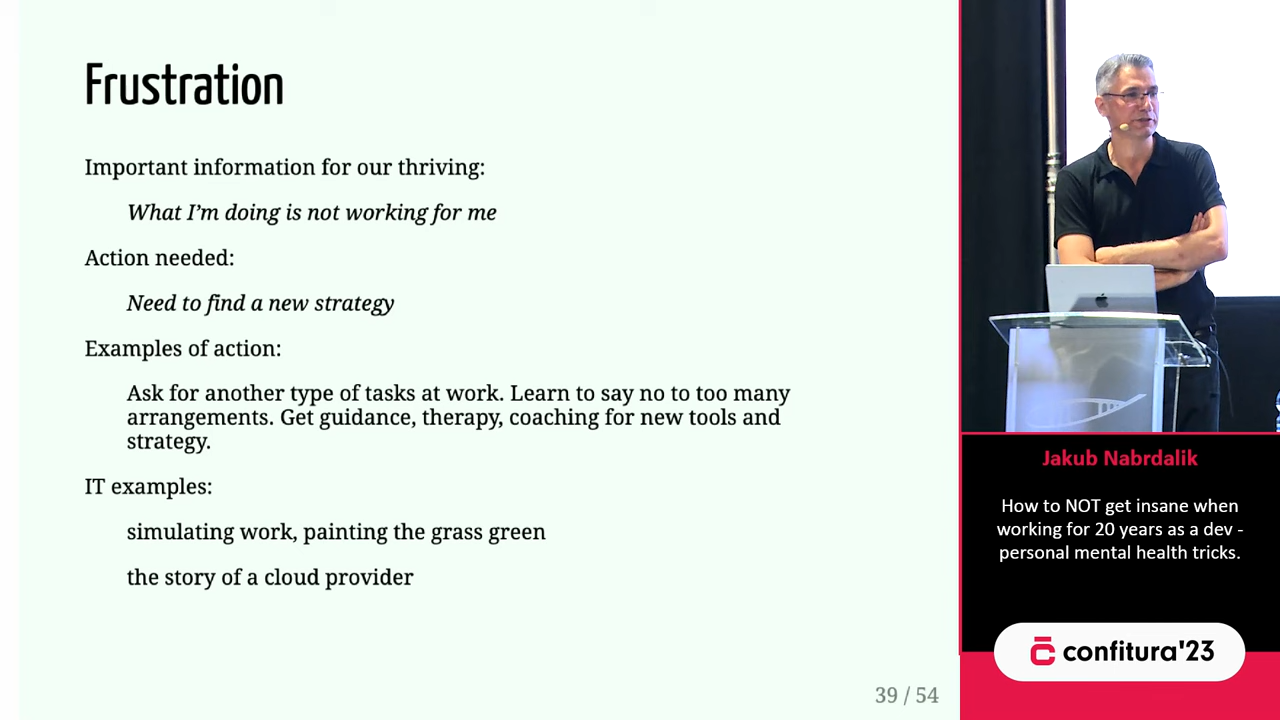 Frustration
Important information for our thriving:
What I'm doing is not working for me
Action needed:
Need to find a new strategy
Examples of action:
Ask for another type of tasks at work. Learn to say no to too many
arrangements. Get guidance, therapy, coaching for new tools and
strategy.
IT examples:
simulating work, painting the grass green
the story of a cloud provider
39 / 54
Jakub Nabrdalik
How to NOT get insane when
working for 20 years as a dev -
personal mental health tricks.
confitura'23